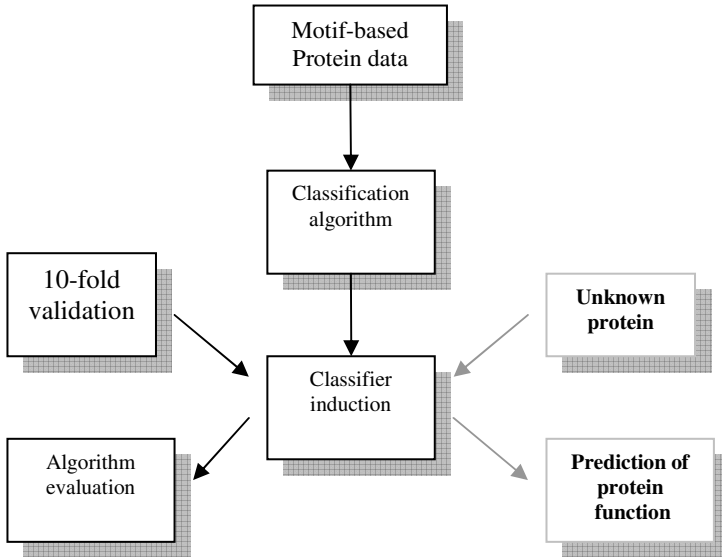 Motif-based
Protein data
Classification
algorithm
10-fold
validation
Unknown
protein
Classifier
induction
Algorithm
evaluation
Prediction of
protein
function